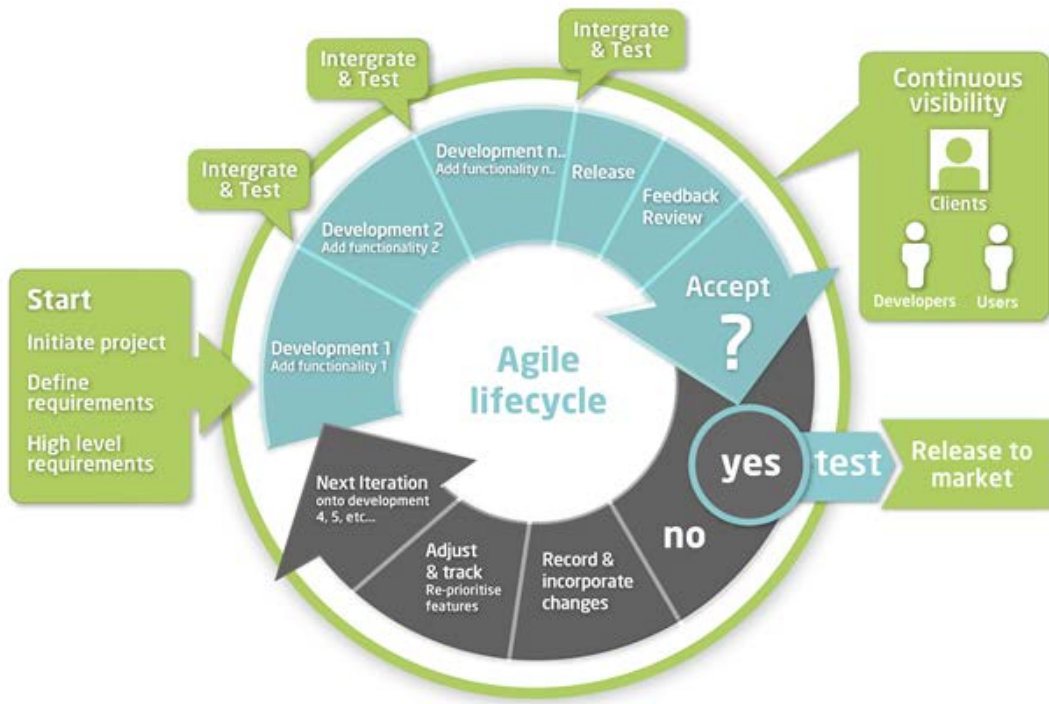 Start
Initiate project
Define
requirements
High level
requirements
Intergrate
& Test
Intergrate
& Test
Intergrate
& Test
Development 1
Add functionality 1
Development 2
Add functionality 2
Development n..
Add functionality n..
Release
Feedback
Review
Accept
?
Continuous
visibility
Clients
Developers
Users
Agile
lifecycle
yes
test
Release to
market
no
Record &
incorporate
changes
Adjust
& track
Re-prioritise
features
Next Iteration
onto development
4, 5, etc...